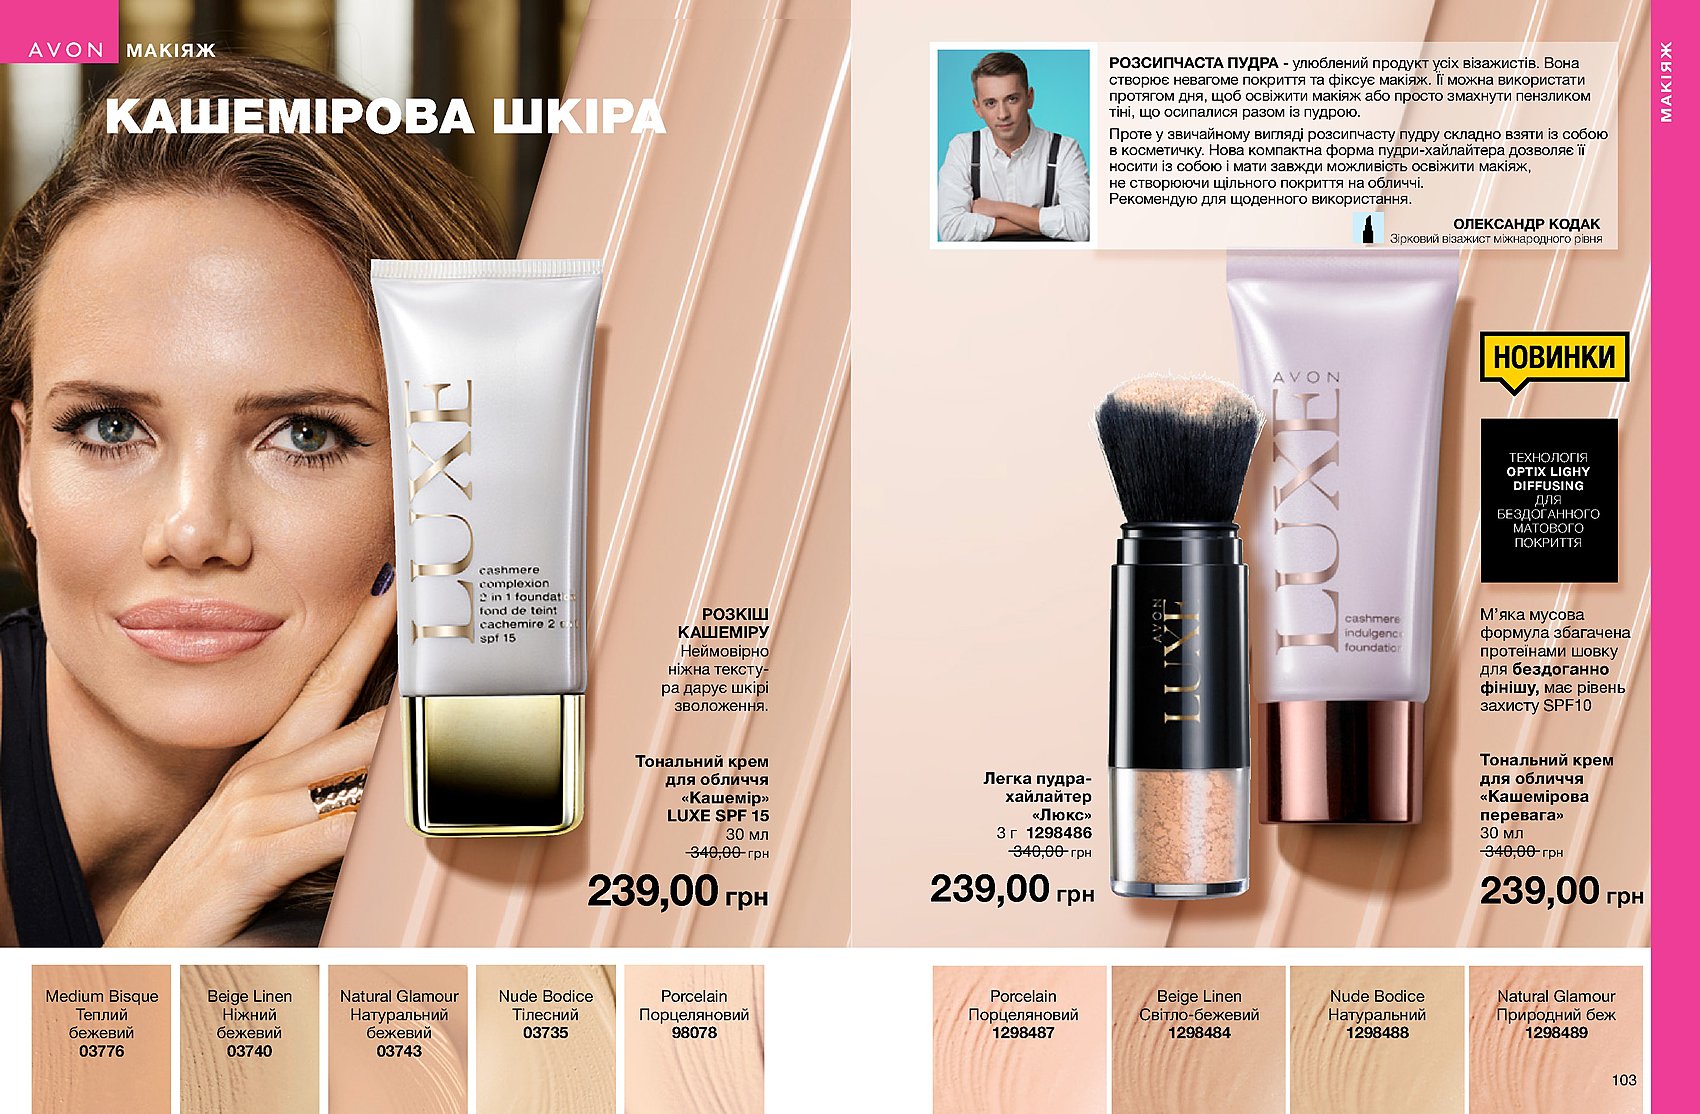 AVON МАКІЯЖ
КАШЕМІРОВА ШКІРА
LUXE
cashmere
complexion
2 in 1 foundati
fond de teint
cachemire 2
spf 15
РОЗКІШ
КАШЕМІРУ
Неймовірно
ніжна тексту-
ра дарує шкірі
зволоження.
Тональний крем
для обличчя
«Кашемір»
LUXE SPF 15
30 мл
340,00 грн
239,00 грн
Medium Bisque
Теплий
бежевий
03776
Beige Linen
Ніжний
бежевий
03740
Natural Glamour
Натуральний
бежевий
03743
Nude Bodice
Тілесний
03735
Porcelain
Порцеляновий
98078
РОЗСИПЧАСТА ПУДРА - улюблений продукт усіх візажистів. Вона
створює невагоме покриття та фіксує макіяж. Її можна використати
протягом дня, щоб освіжити макіяж або просто змахнути пензликом
тіні, що осипалися разом із пудрою.
Проте у звичайному вигляді розсипчасту пудру складно взяти із собою
в косметичку. Нова компактна форма пудри-хайлайтера дозволяє її
носити із собою і мати завжди можливість освіжити макіяж,
не створюючи щільного покриття на обличчі.
Рекомендую для щоденного використання.
ОЛЕКСАНДР КОДАК
Зірковий візажист міжнародного рівня
МАКІЯЖ
НОВИНКИ
ТЕХНОЛОГІЯ
OPTIX LIGHY
DIFFUSING
ДЛЯ
БЕЗДОГАННОГО
МАТОВОГО
ПОКРИТТЯ
AVON
LUXE
cashmere
indulgenc
foundation
AVON
LUXE
М’яка мусова
формула збагачена
протеїнами шовку
для бездоганно
фінішу, має рівень
захисту SPF10
Легка пудра-
хайлайтер
«Люкс»
3 г 1298486
340,00 грн
239,00 грн
Тональний крем
для обличчя
«Кашемірова
перевага»
30 мл
340,00 грн
239,00 грн
Porcelain
Порцеляновий
1298487
Beige Linen
Світло-бежевий
1298484
Nude Bodice
Натуральний
1298488
Natural Glamour
Природний беж
1298489
103